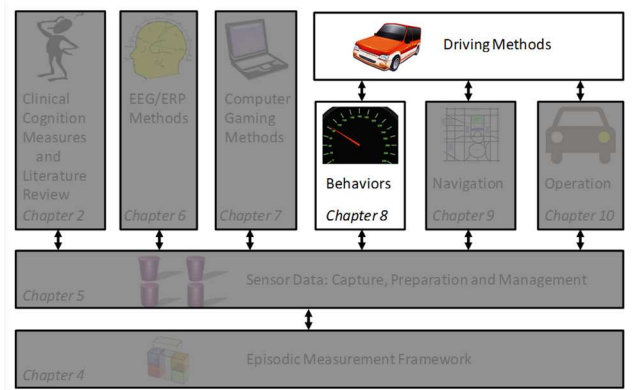 Driving Methods
Clinical
Cognition
Measures
and
Literature
Review
Chapter 2
EEG/ERP
Methods
Chapter 6
Computer
Gaming
Methods
Chapter 7
Behaviors
Chapter 8
Navigation
Chapter 9
Operation
Chapter 10
Sensor Data: Capture, Preparation and Management
Chapter 5
Episodic Measurement Framework
Chapter 4